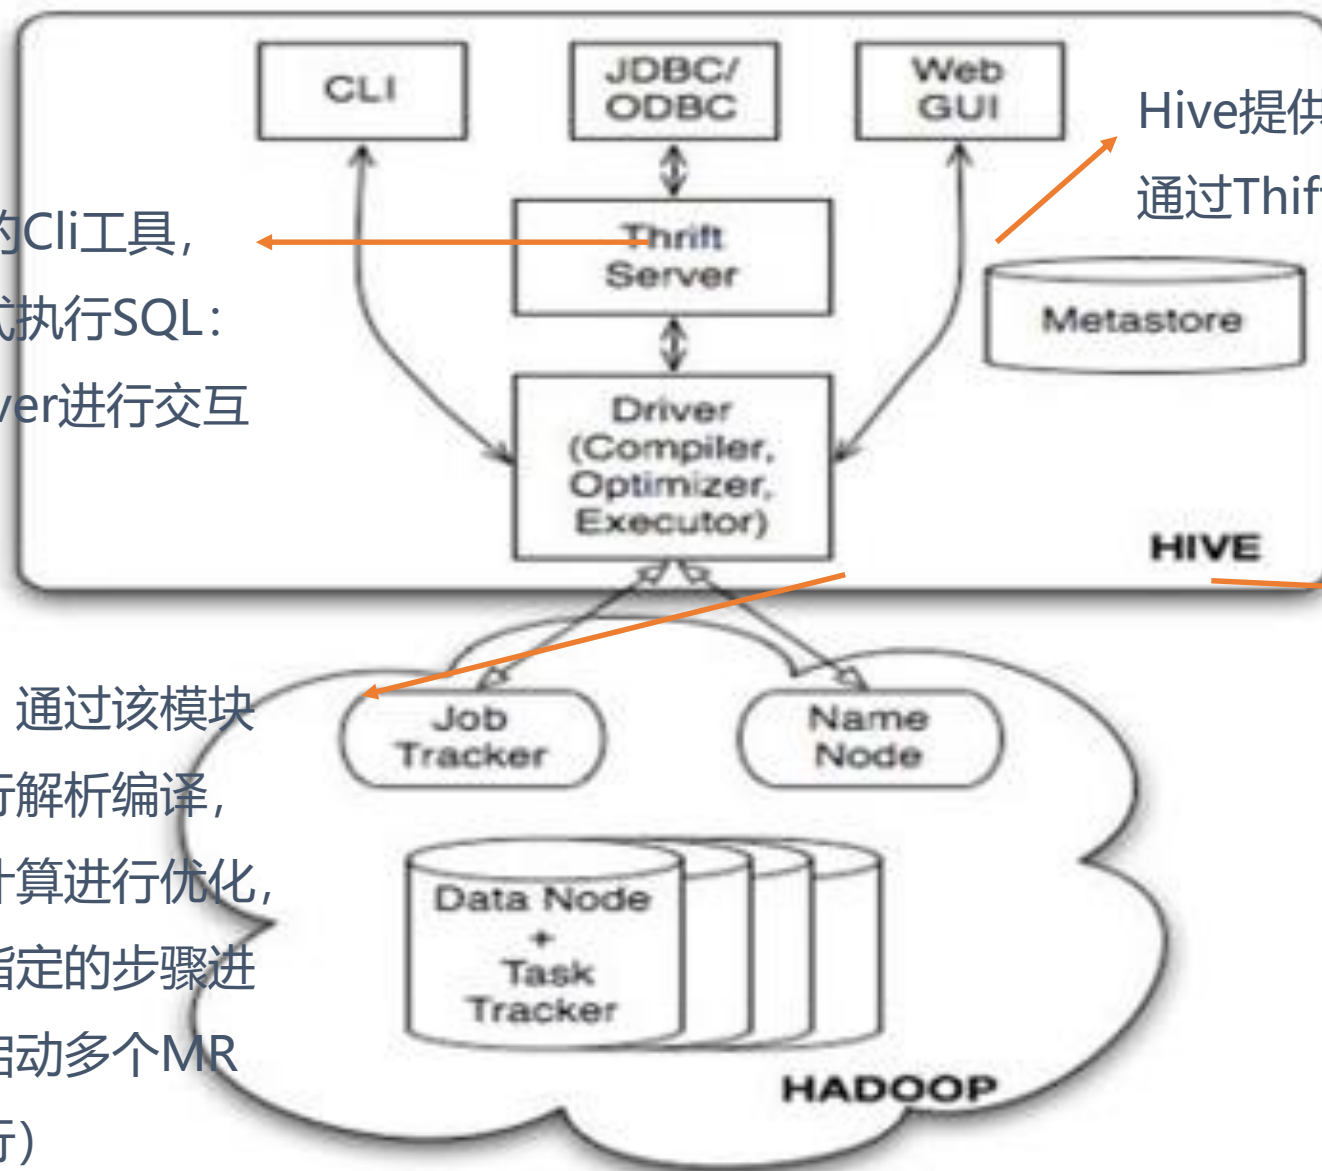 CLI
JDBC/
ODBC
Web
GUI
Hive提供
通过Thift
的Cli工具，
式执行SQL：
ver进行交互
Thrift
Server
Metastore
Driver
(Compiler,
Optimizer,
Executor)
HIVE
通过该模块
行解析编译，
计算进行优化，
指定的步骤进
启动多个MR
行）
Job
Tracker
Name
Node
Data Node
+
Task
Tracker
HADOOP